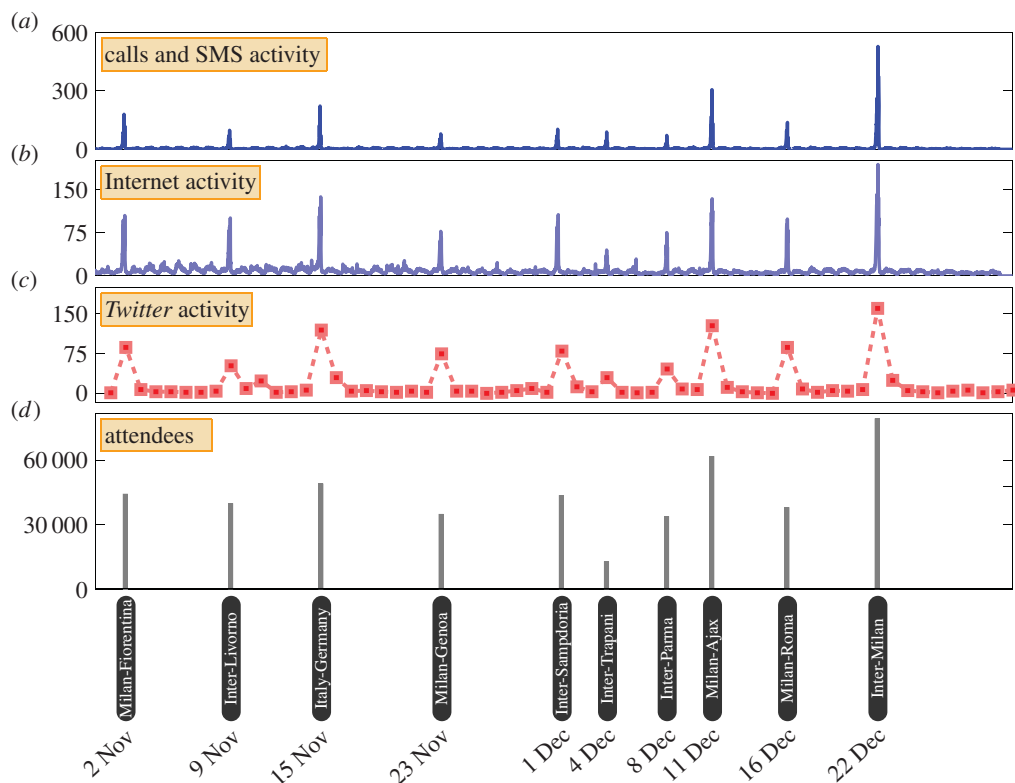 (a)
600
300
0
calls and SMS activity
(b)
150
75
0
Internet activity
(c)
150
75
0
Twitter activity
(d)
60 000
30 000
0
attendees
Milan-Fiorentina
Inter-Livorno
Italy-Germany
Milan-Genoa
Inter-Sampdoria
Inter-Trapani
Inter-Parma
Milan-Ajax
Milan-Roma
Inter-Milan
2 Nov
9 Nov
15 Nov
23 Nov
1 Dec
4 Dec
8 Dec
11 Dec
16 Dec
22 Dec